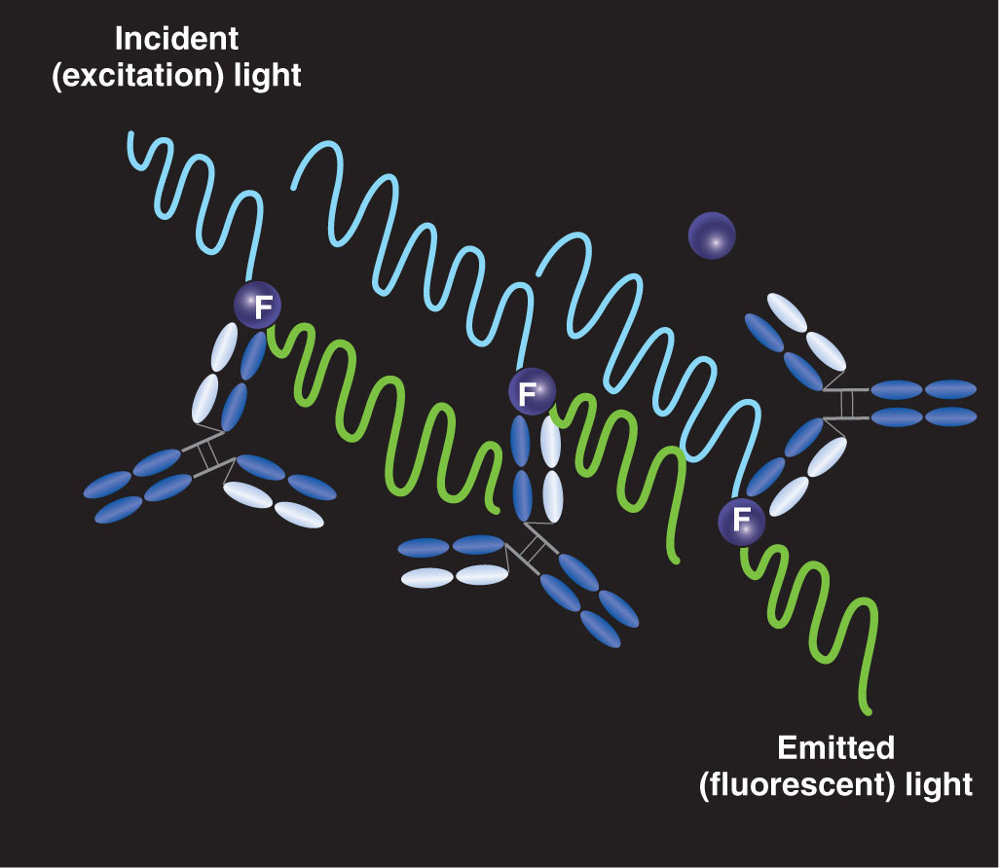 Incident
(excitation) light
F
F
F
Emitted
(fluorescent) light